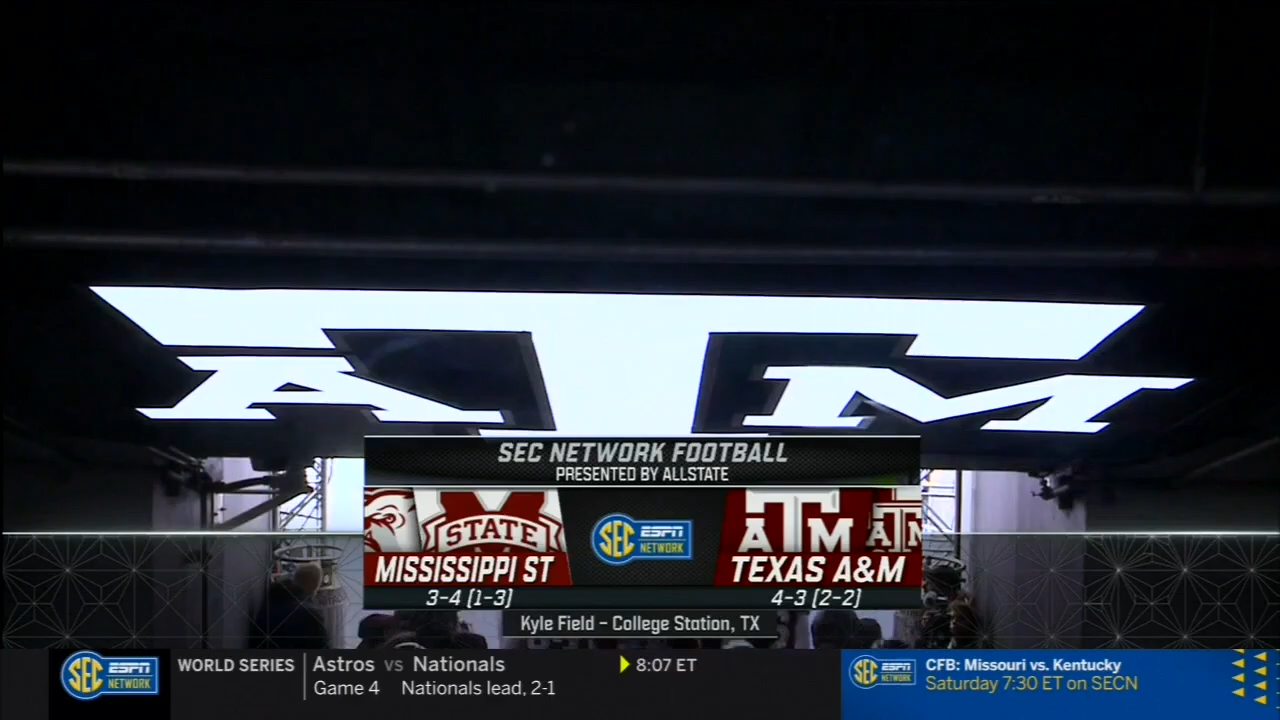 ATM
SEC NETWORK FOOTBALL
PRESENTED BY ALLSTATE
M
STATE
SEC ESPN NETWORK
ATM
ATM
MISSISSIPPI ST
TEXAS A&M
3-4 (1-3)
4-3 (2-2)
Kyle Field – College Station, TX
SEC ESPN NETWORK
WORLD SERIES
Astros vs Nationals
8:07 ET
Game 4 Nationals lead, 2-1
SEC ESPN NETWORK
CFB: Missouri vs. Kentucky
Saturday 7:30 ET on SECN